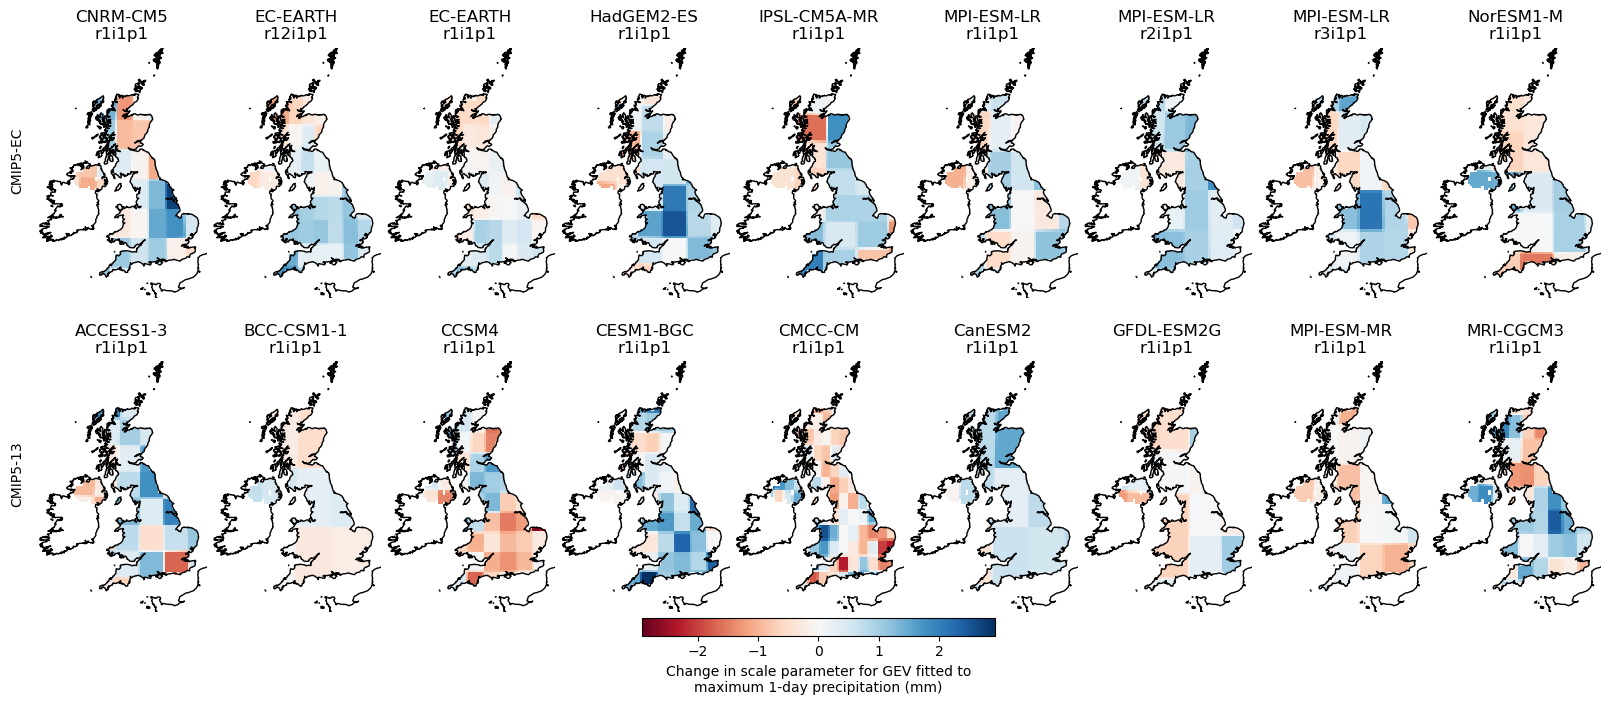 CNRM-CM5
r1i1p1
EC-EARTH
r12i1p1
EC-EARTH
r1i1p1
HadGEM2-ES
r1i1p1
IPSL-CM5A-MR
r1i1p1
MPI-ESM-LR
r1i1p1
MPI-ESM-LR
r2i1p1
MPI-ESM-LR
r3i1p1
NorESM1-M
r1i1p1
CMIP5-EC
ACCESS1-3
r1i1p1
BCC-CSM1-1
r1i1p1
CCSM4
r1i1p1
CESM1-BGC
r1i1p1
CMCC-CM
r1i1p1
CanESM2
r1i1p1
GFDL-ESM2G
r1i1p1
MPI-ESM-MR
r1i1p1
MRI-CGCM3
r1i1p1
CMIP5-13
−2 −1 0 1 2
Change in scale parameter for GEV fitted to
maximum 1-day precipitation (mm)